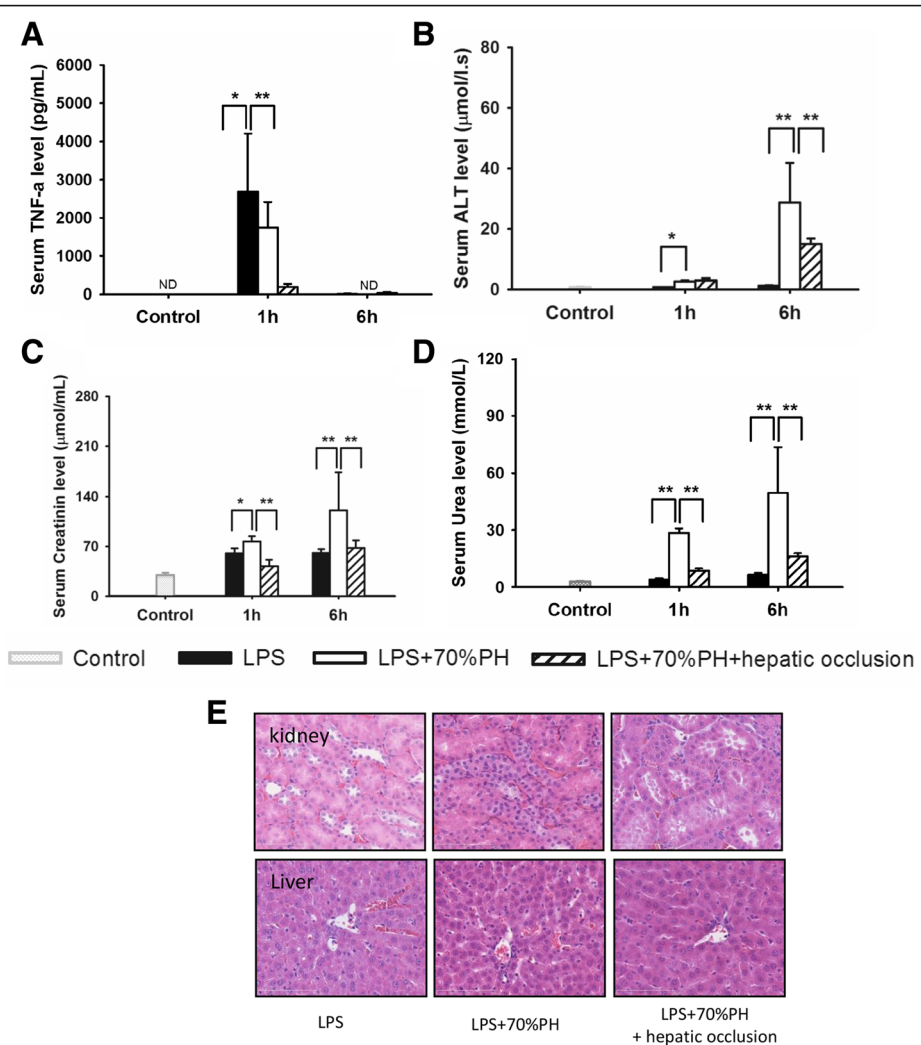 A
Serum TNF-a level (pg/mL)
6000
5000
4000
3000
2000
1000
0
* **
ND
ND
Control 1h 6h
B
Serum ALT level (μmol/l.s)
80
60
40
20
0
*
** **
Control 1h 6h
C
Serum Creatinin level (μmol/mL)
280
210
140
70
0
* **
** **
Control 1h 6h
D
Serum Urea level (mmol/L)
120
90
60
30
0
** **
** **
Control 1h 6h
Control LPS LPS+70%PH LPS+70%PH+hepatic occlusion
E
kidney
Liver
LPS
LPS+70%PH
LPS+70%PH
+ hepatic occlusion